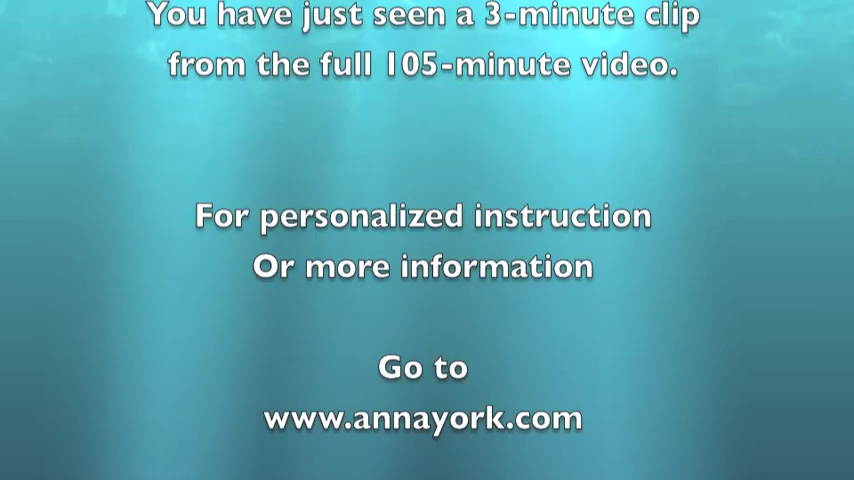 You have just seen a 3-minute clip
from the full 105-minute video.
For personalized instruction
Or more information
Go to
www.annayork.com